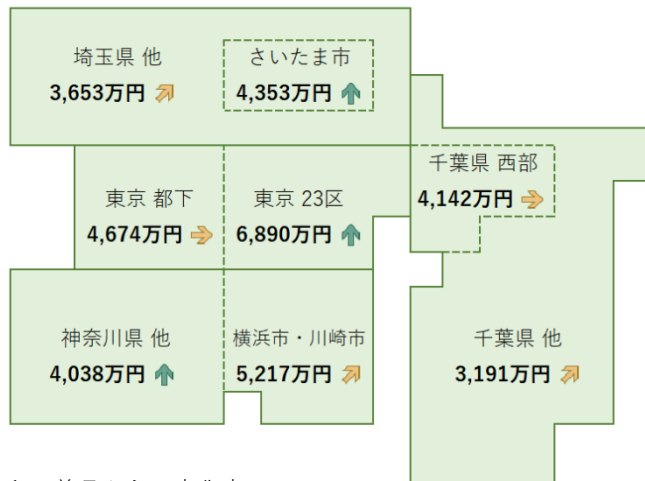 埼玉県 他
3,653万円
さいたま市
4,353万円
千葉県 西部
4,142万円
東京 都下
4,674万円
東京 23区
6,890万円
神奈川県 他
4,038万円
横浜市・川崎市
5,217万円
千葉県 他
3,191万円